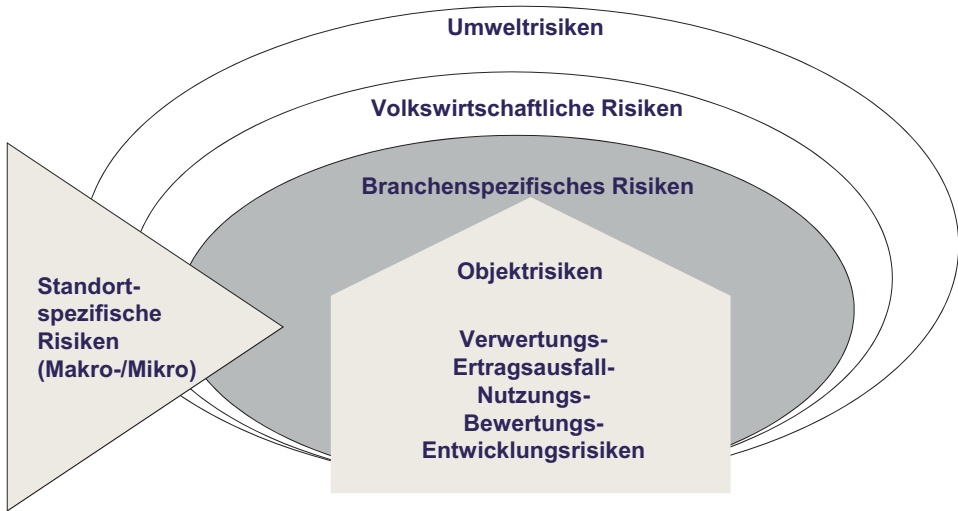 Umweltrisiken
Volkswirtschaftliche Risiken
Branchenspezifisches Risiken
Objektrisiken
Standort-
spezifische
Risiken
(Makro-/Mikro)
Verwertungs-
Ertragsausfall-
Nutzungs-
Bewertungs-
Entwicklungsrisiken